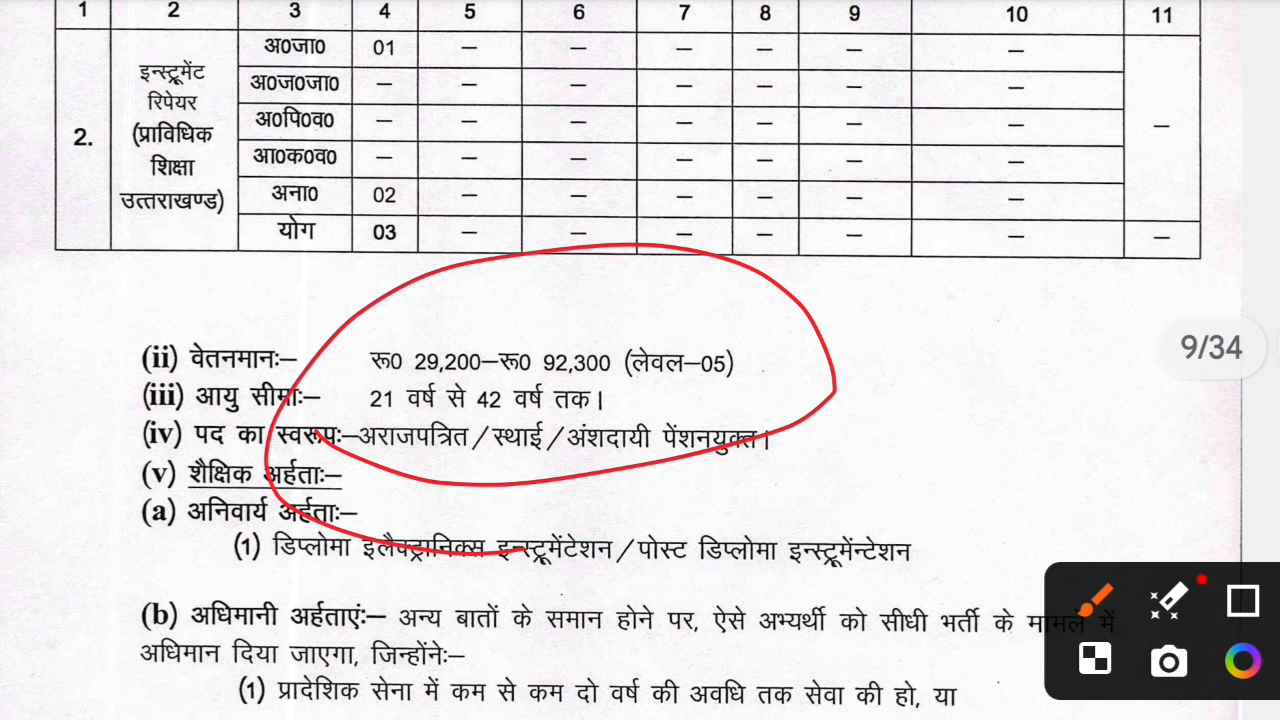 1 2 3 4 5 6 7 8 9 10 11
2. इन्स्ट्रूमेंट रिपेयर (प्राविधिक शिक्षा उत्तराखण्ड)
अ0जा0 01 – – – – – –
अ0ज0जा0 – – – – – – –
अ0पि0व0 – – – – – – – –
आ0क0व0 – – – – – – –
अना0 02 – – – – – –
योग 03 – – – – – – –
(ii) वेतनमानः– रू0 29,200–रू0 92,300 (लेवल–05)
(iii) आयु सीमाः– 21 वर्ष से 42 वर्ष तक।
(iv) पद का स्वरूपः–अराजपत्रित/स्थाई/अंशदायी पेंशनयुक्त।
(v) शैक्षिक अर्हताः–
(a) अनिवार्य अर्हताः–
(1) डिप्लोमा इलैक्ट्रानिक्स इन्स्ट्रूमेंटेशन/पोस्ट डिप्लोमा इन्स्ट्रूमेंन्टेशन
(b) अधिमानी अर्हताएंः– अन्य बातों के समान होने पर, ऐसे अभ्यर्थी को सीधी भर्ती के मामले में
अधिमान दिया जाएगा, जिन्होंनेः–
(1) प्रादेशिक सेना में कम से कम दो वर्ष की अवधि तक सेवा की हो, या
9/34